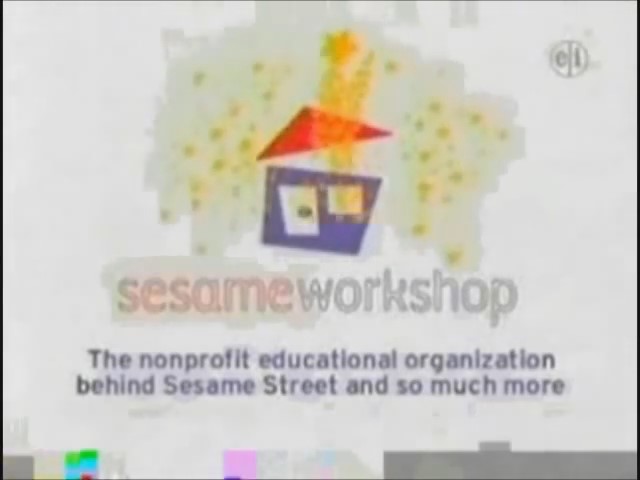 e/i
sesameworkshop
The nonprofit educational organization
behind Sesame Street and so much more